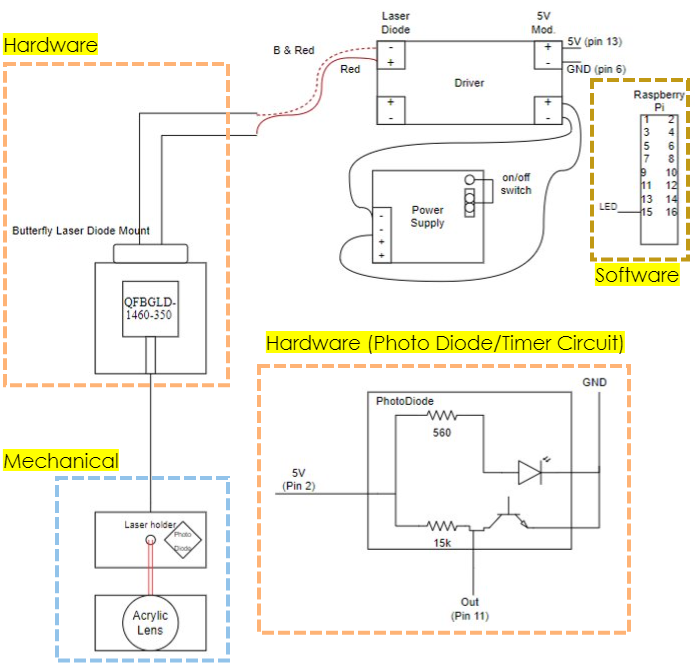 Hardware
Laser
Diode
5V
Mod.
B & Red
Red
-
+
+
-
5V (pin 13)
GND (pin 6)
Driver
+
-
+
-
Raspberry
Pi
1 2
3 4
5 6
7 8
9 10
11 12
13 14
LED 15 16
Software
on/off
switch
Power
Supply
-
-
+
+
Butterfly Laser Diode Mount
QFBGLD-
1460-350
Hardware (Photo Diode/Timer Circuit)
GND
PhotoDiode
560
5V
(Pin 2)
15k
Out
(Pin 11)
Mechanical
Laser holder
Photo
Diode
Acrylic
Lens